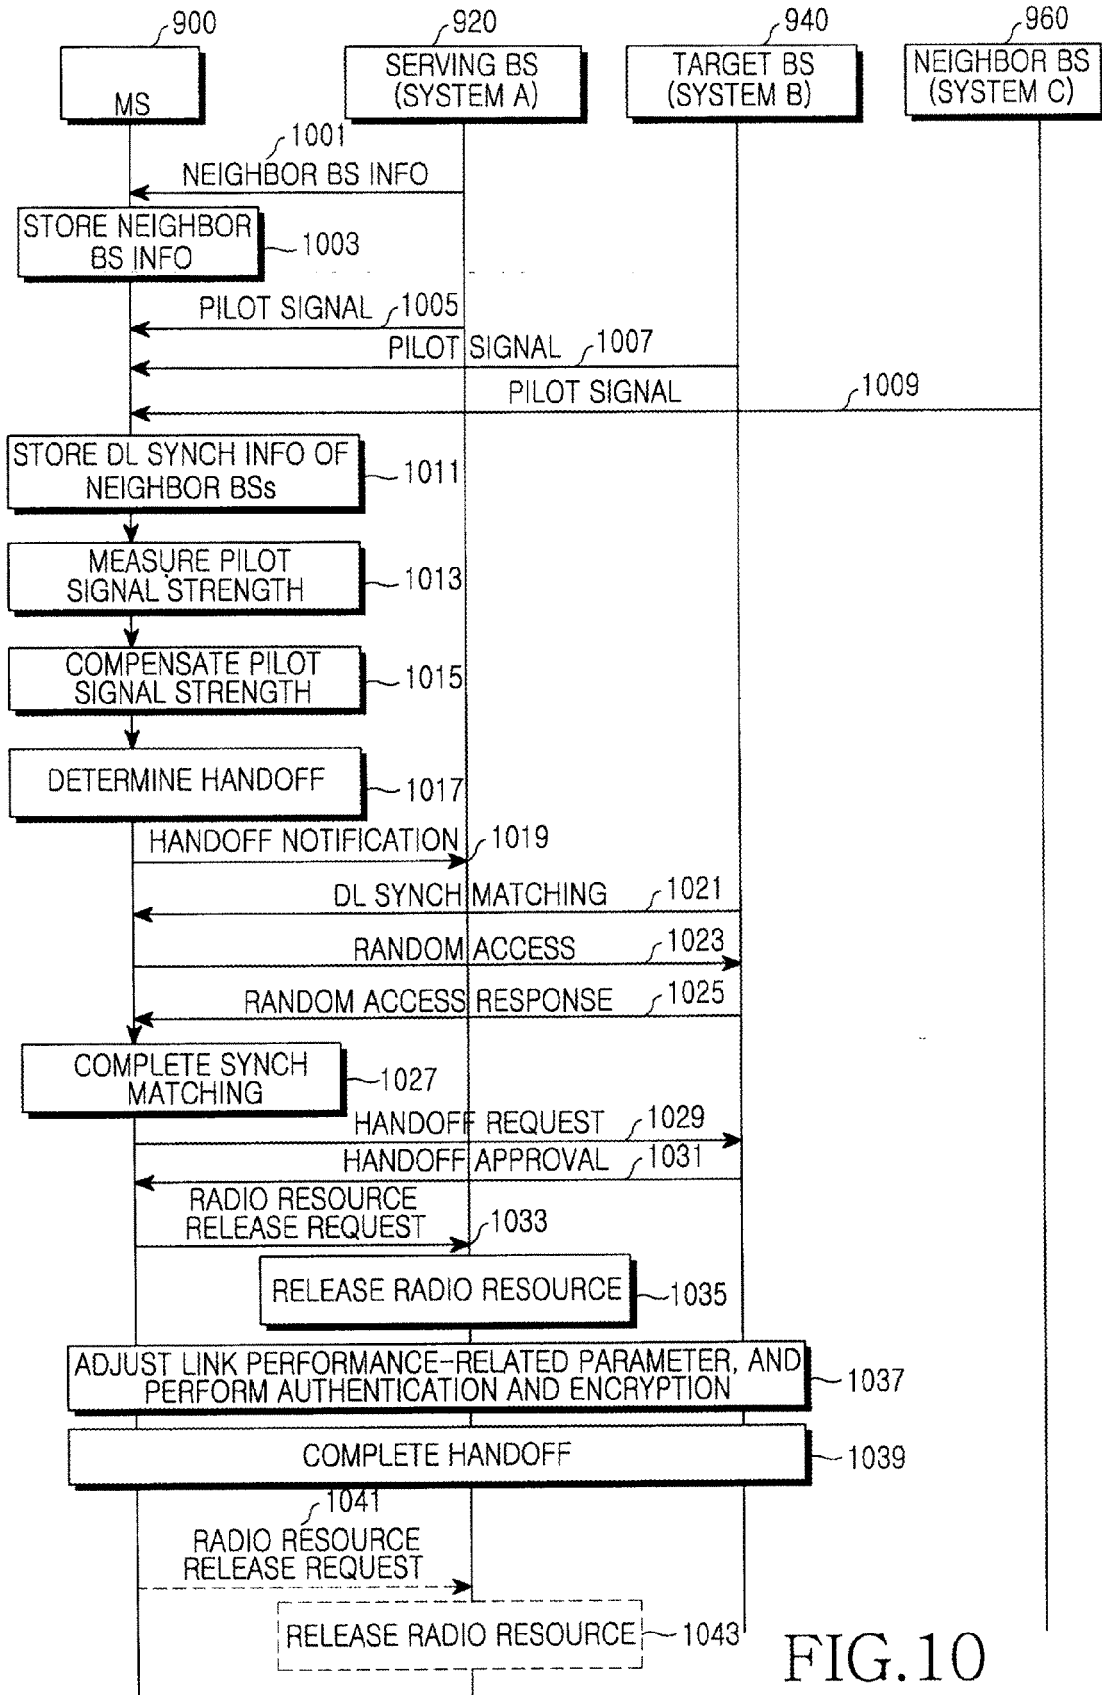 900
920
940
960
MS
SERVING BS
(SYSTEM A)
TARGET BS
(SYSTEM B)
NEIGHBOR BS
(SYSTEM C)
1001
NEIGHBOR BS INFO
STORE NEIGHBOR
BS INFO
1003
PILOT SIGNAL
1005
PILOT SIGNAL
1007
PILOT SIGNAL
1009
STORE DL SYNCH INFO OF
NEIGHBOR BSs
1011
MEASURE PILOT
SIGNAL STRENGTH
1013
COMPENSATE PILOT
SIGNAL STRENGTH
1015
DETERMINE HANDOFF
1017
HANDOFF NOTIFICATION
1019
DL SYNCH MATCHING
1021
RANDOM ACCESS
1023
RANDOM ACCESS RESPONSE
1025
COMPLETE SYNCH
MATCHING
1027
HANDOFF REQUEST
1029
HANDOFF APPROVAL
1031
RADIO RESOURCE
RELEASE REQUEST
1033
RELEASE RADIO RESOURCE
1035
ADJUST LINK PERFORMANCE-RELATED PARAMETER, AND
PERFORM AUTHENTICATION AND ENCRYPTION
1037
COMPLETE HANDOFF
1039
1041
RADIO RESOURCE
RELEASE REQUEST
RELEASE RADIO RESOURCE
1043
FIG.10